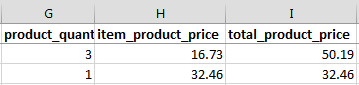 G H I
product_quant item_product_price total_product_price
3 16.73 50.19
1 32.46 32.46